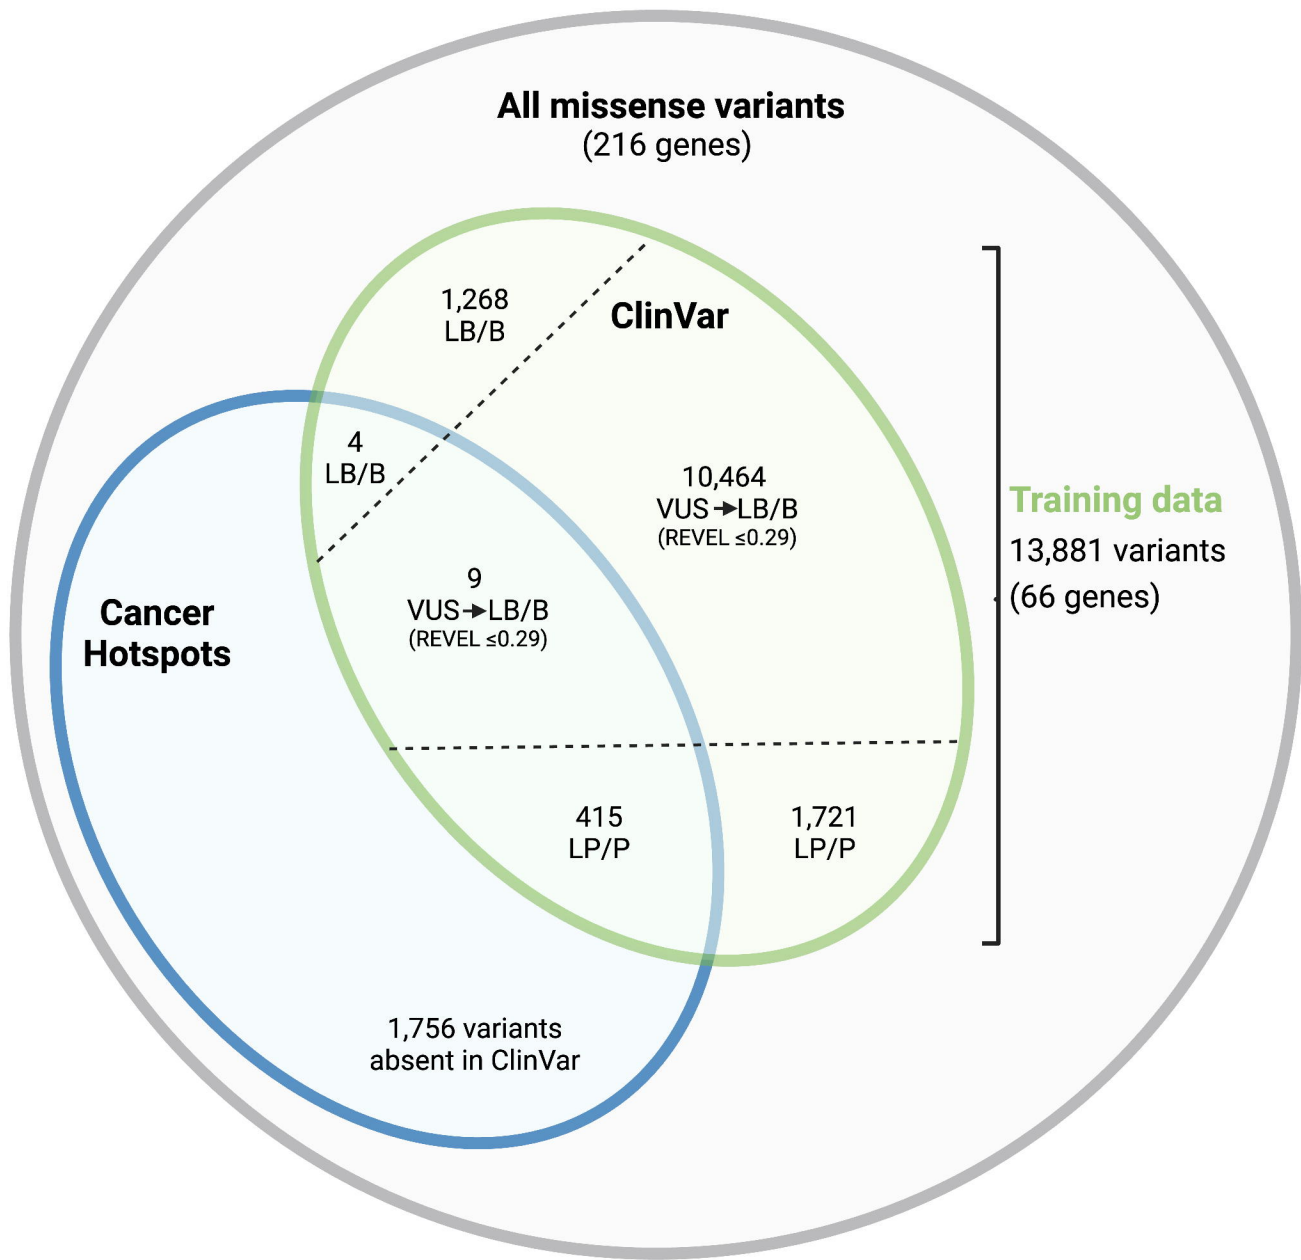 All missense variants
(216 genes)
1,268
LB/B
ClinVar
4
LB/B
10,464
VUS→LB/B
(REVEL ≤0.29)
Training data
13,881 variants
(66 genes)
9
VUS→LB/B
(REVEL ≤0.29)
Cancer
Hotspots
415
LP/P
1,721
LP/P
1,756 variants
absent in ClinVar